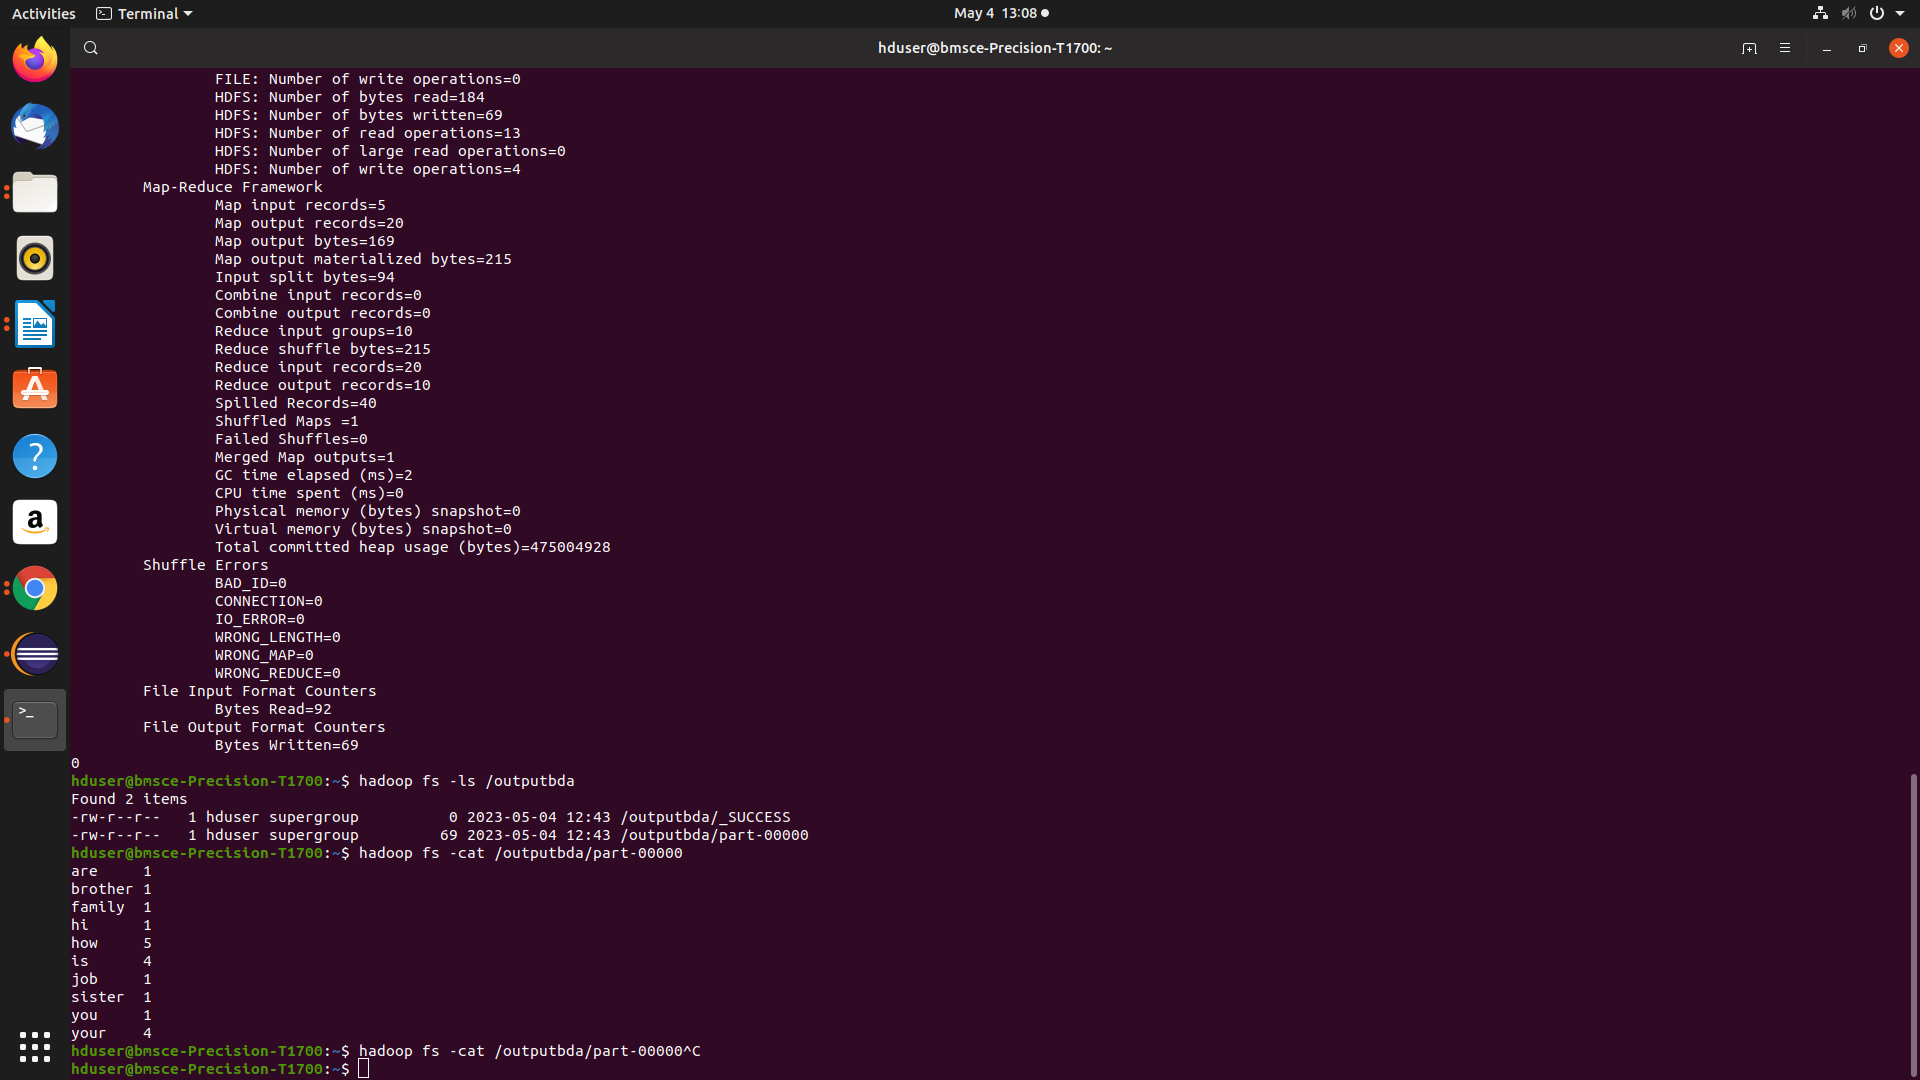 Activities
Terminal
May 4 13:08
hduser@bmsce-Precision-T1700: ~
FILE: Number of write operations=0
HDFS: Number of bytes read=184
HDFS: Number of bytes written=69
HDFS: Number of read operations=13
HDFS: Number of large read operations=0
HDFS: Number of write operations=4
Map-Reduce Framework
Map input records=5
Map output records=20
Map output bytes=169
Map output materialized bytes=215
Input split bytes=94
Combine input records=0
Combine output records=0
Reduce input groups=10
Reduce shuffle bytes=215
Reduce input records=20
Reduce output records=10
Spilled Records=40
Shuffled Maps =1
Failed Shuffles=0
Merged Map outputs=1
GC time elapsed (ms)=2
CPU time spent (ms)=0
Physical memory (bytes) snapshot=0
Virtual memory (bytes) snapshot=0
Total committed heap usage (bytes)=475004928
Shuffle Errors
BAD_ID=0
CONNECTION=0
IO_ERROR=0
WRONG_LENGTH=0
WRONG_MAP=0
WRONG_REDUCE=0
File Input Format Counters
Bytes Read=92
File Output Format Counters
Bytes Written=69
0
hduser@bmsce-Precision-T1700:~$ hadoop fs -ls /outputbda
Found 2 items
-rw-r--r--   1 hduser supergroup          0 2023-05-04 12:43 /outputbda/_SUCCESS
-rw-r--r--   1 hduser supergroup         69 2023-05-04 12:43 /outputbda/part-00000
hduser@bmsce-Precision-T1700:~$ hadoop fs -cat /outputbda/part-00000
are     1
brother 1
family  1
hi      1
how     5
is      4
job     1
sister  1
you     1
your    4
hduser@bmsce-Precision-T1700:~$ hadoop fs -cat /outputbda/part-00000^C
hduser@bmsce-Precision-T1700:~$